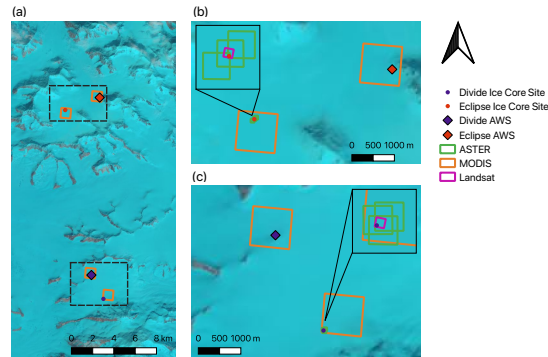 (a)
(b)
0 500 1000 m
(c)
0 500 1000 m
0 2 4 6 8 km
Divide Ice Core Site
Eclipse Ice Core Site
Divide AWS
Eclipse AWS
ASTER
MODIS
Landsat